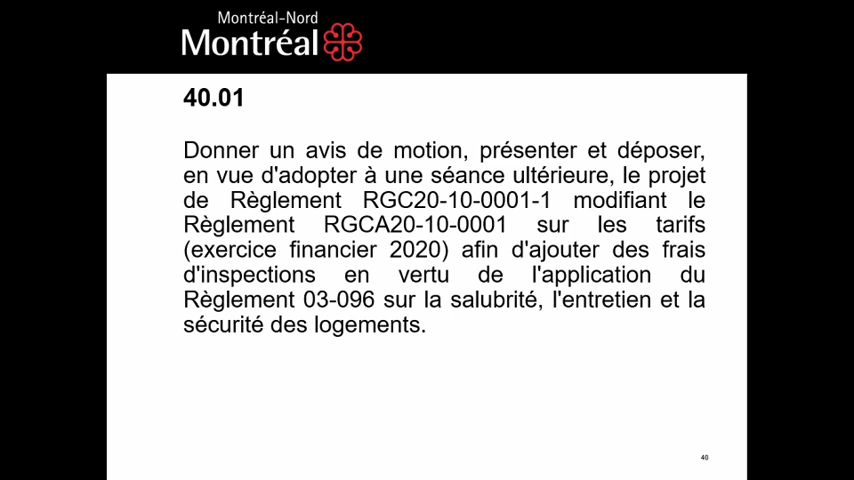 Montréal-Nord
Montréal
40.01
Donner un avis de motion, présenter et déposer,
en vue d'adopter à une séance ultérieure, le projet
de Règlement RGC20-10-0001-1 modifiant le
Règlement RGCA20-10-0001 sur les tarifs
(exercice financier 2020) afin d'ajouter des frais
d'inspections en vertu de l'application du
Règlement 03-096 sur la salubrité, l'entretien et la
sécurité des logements.
40